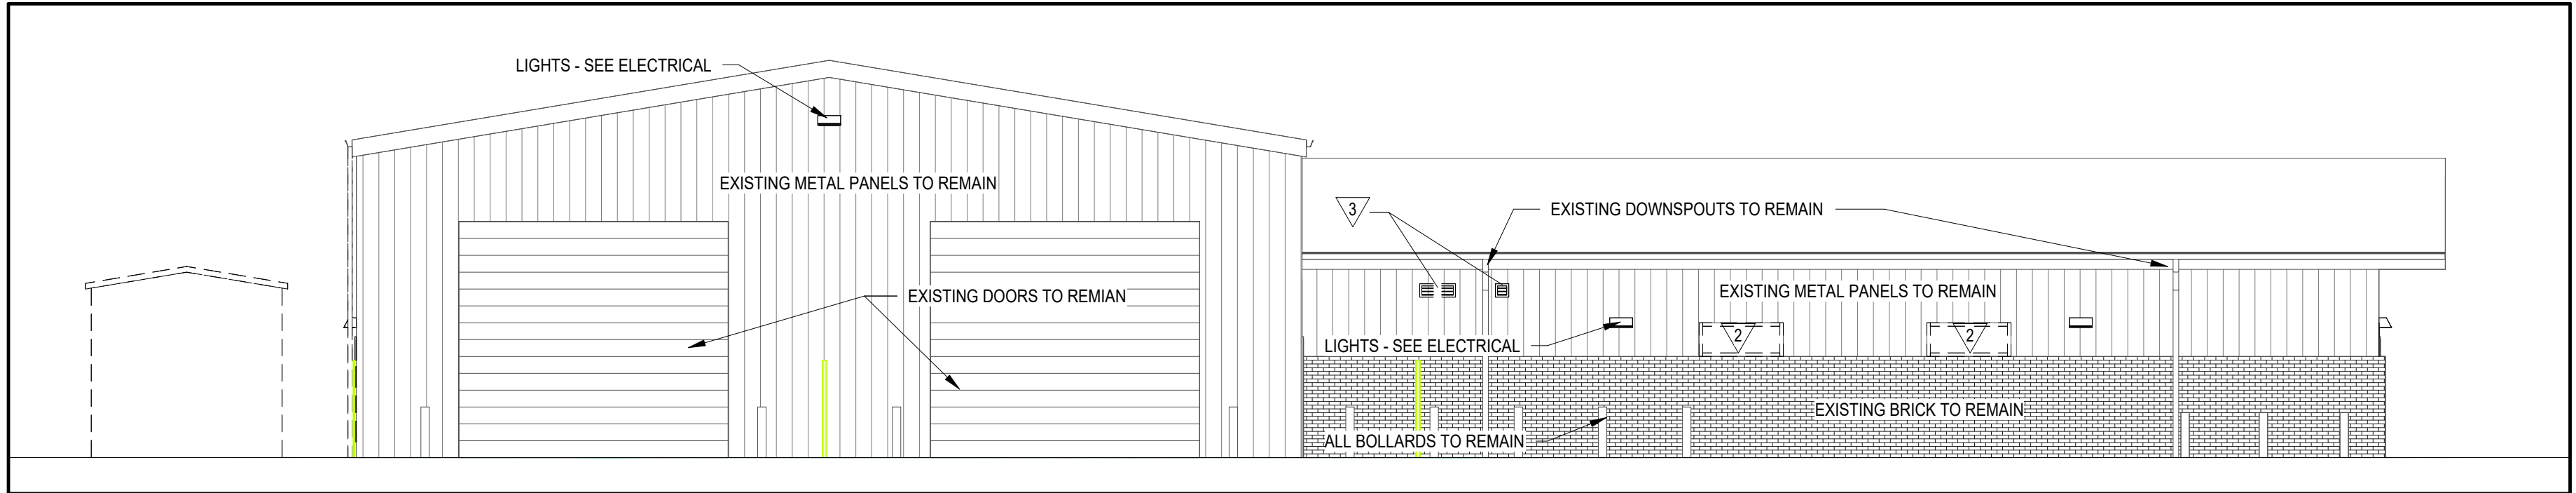 LIGHTS - SEE ELECTRICAL
EXISTING METAL PANELS TO REMAIN
3
EXISTING DOWNSPOUTS TO REMAIN
EXISTING DOORS TO REMIAN
EXISTING METAL PANELS TO REMAIN
LIGHTS - SEE ELECTRICAL
2
2
EXISTING BRICK TO REMAIN
ALL BOLLARDS TO REMAIN